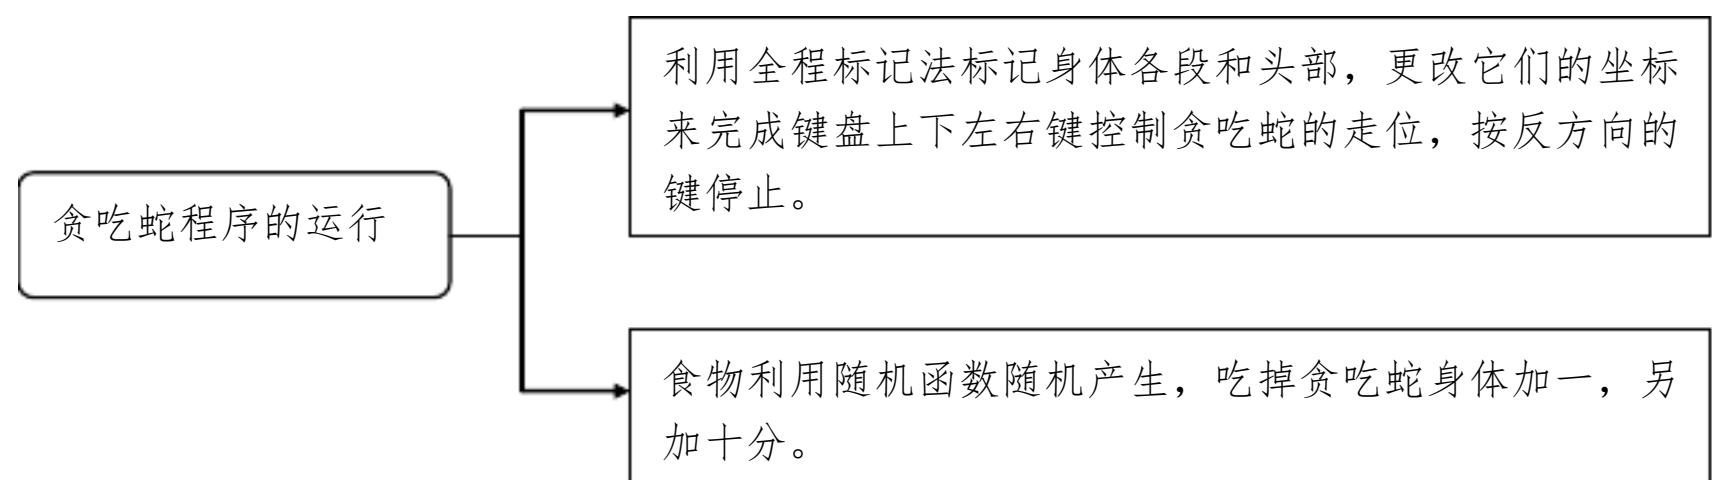 利用全程标记法标记身体各段和头部，更改它们的坐标
来完成键盘上下左右键控制贪吃蛇的走位，按反方向的
键停止。
贪吃蛇程序的运行
食物利用随机函数随机产生，吃掉贪吃蛇身体加一，另
加十分。